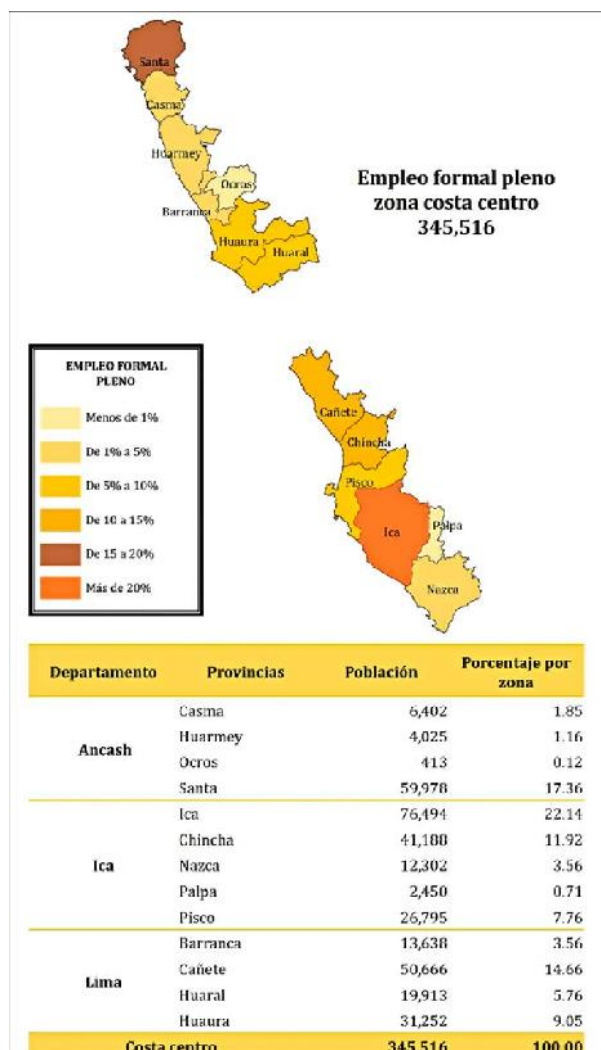 Santa
Casma
Huarmey
Ocros
Barranca
Huaura
Huaral
Empleo formal pleno
zona costa centro
345,516
EMPLEO FORMAL
PLENO
Menos de 1%
De 1% a 5%
De 5% a 10%
De 10 a 15%
De 15 a 20%
Más de 20%
Cañete
Chincha
Pisco
Ica
Palpa
Nazca
Departamento Provincias Población Porcentaje por zona
Ancash
Casma 6,402 1.85
Huarmey 4,025 1.16
Ocros 413 0.12
Santa 59,978 17.36
Ica
Ica 76,494 22.14
Chincha 41,188 11.92
Nazca 12,302 3.56
Palpa 2,450 0.71
Pisco 26,795 7.76
Lima
Barranca 13,638 3.56
Cañete 50,666 14.66
Huaral 19,913 5.76
Huaura 31,252 9.05
Costa centro 345,516 100.00